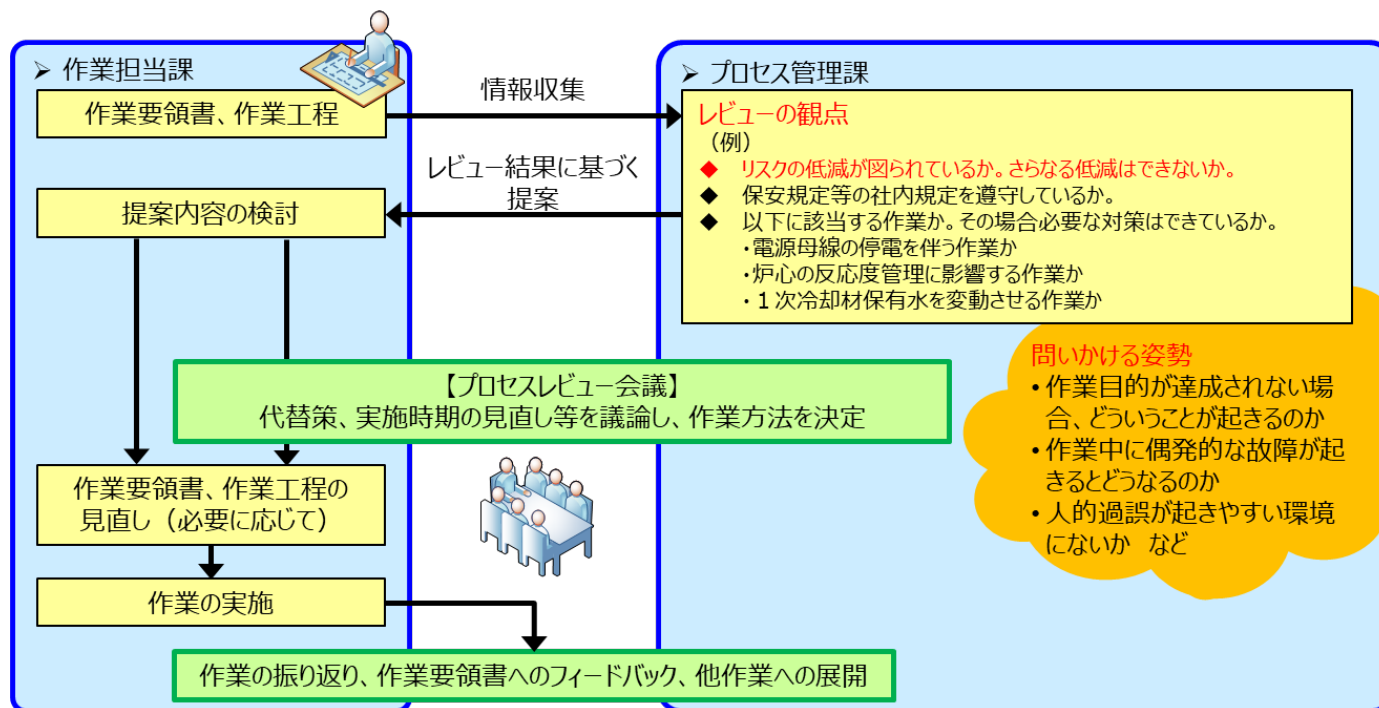 ➢ 作業担当課
作業要領書、作業工程
情報収集
レビュー結果に基づく
提案
提案内容の検討
➢ プロセス管理課
レビューの観点
（例）
◆ リスクの低減が図られているか。さらなる低減はできないか。
◆ 保安規定等の社内規定を遵守しているか。
◆ 以下に該当する作業か。その場合必要な対策はできているか。
・電源母線の停電を伴う作業か
・炉心の反応度管理に影響する作業か
・１次冷却材保有水を変動させる作業か
問いかける姿勢
• 作業目的が達成されない場
合、どういうことが起きるのか
• 作業中に偶発的な故障が起
きるとどうなるのか
• 人的過誤が起きやすい環境
にないか　など
【プロセスレビュー会議】
代替策、実施時期の見直し等を議論し、作業方法を決定
作業要領書、作業工程の
見直し（必要に応じて）
作業の実施
作業の振り返り、作業要領書へのフィードバック、他作業への展開